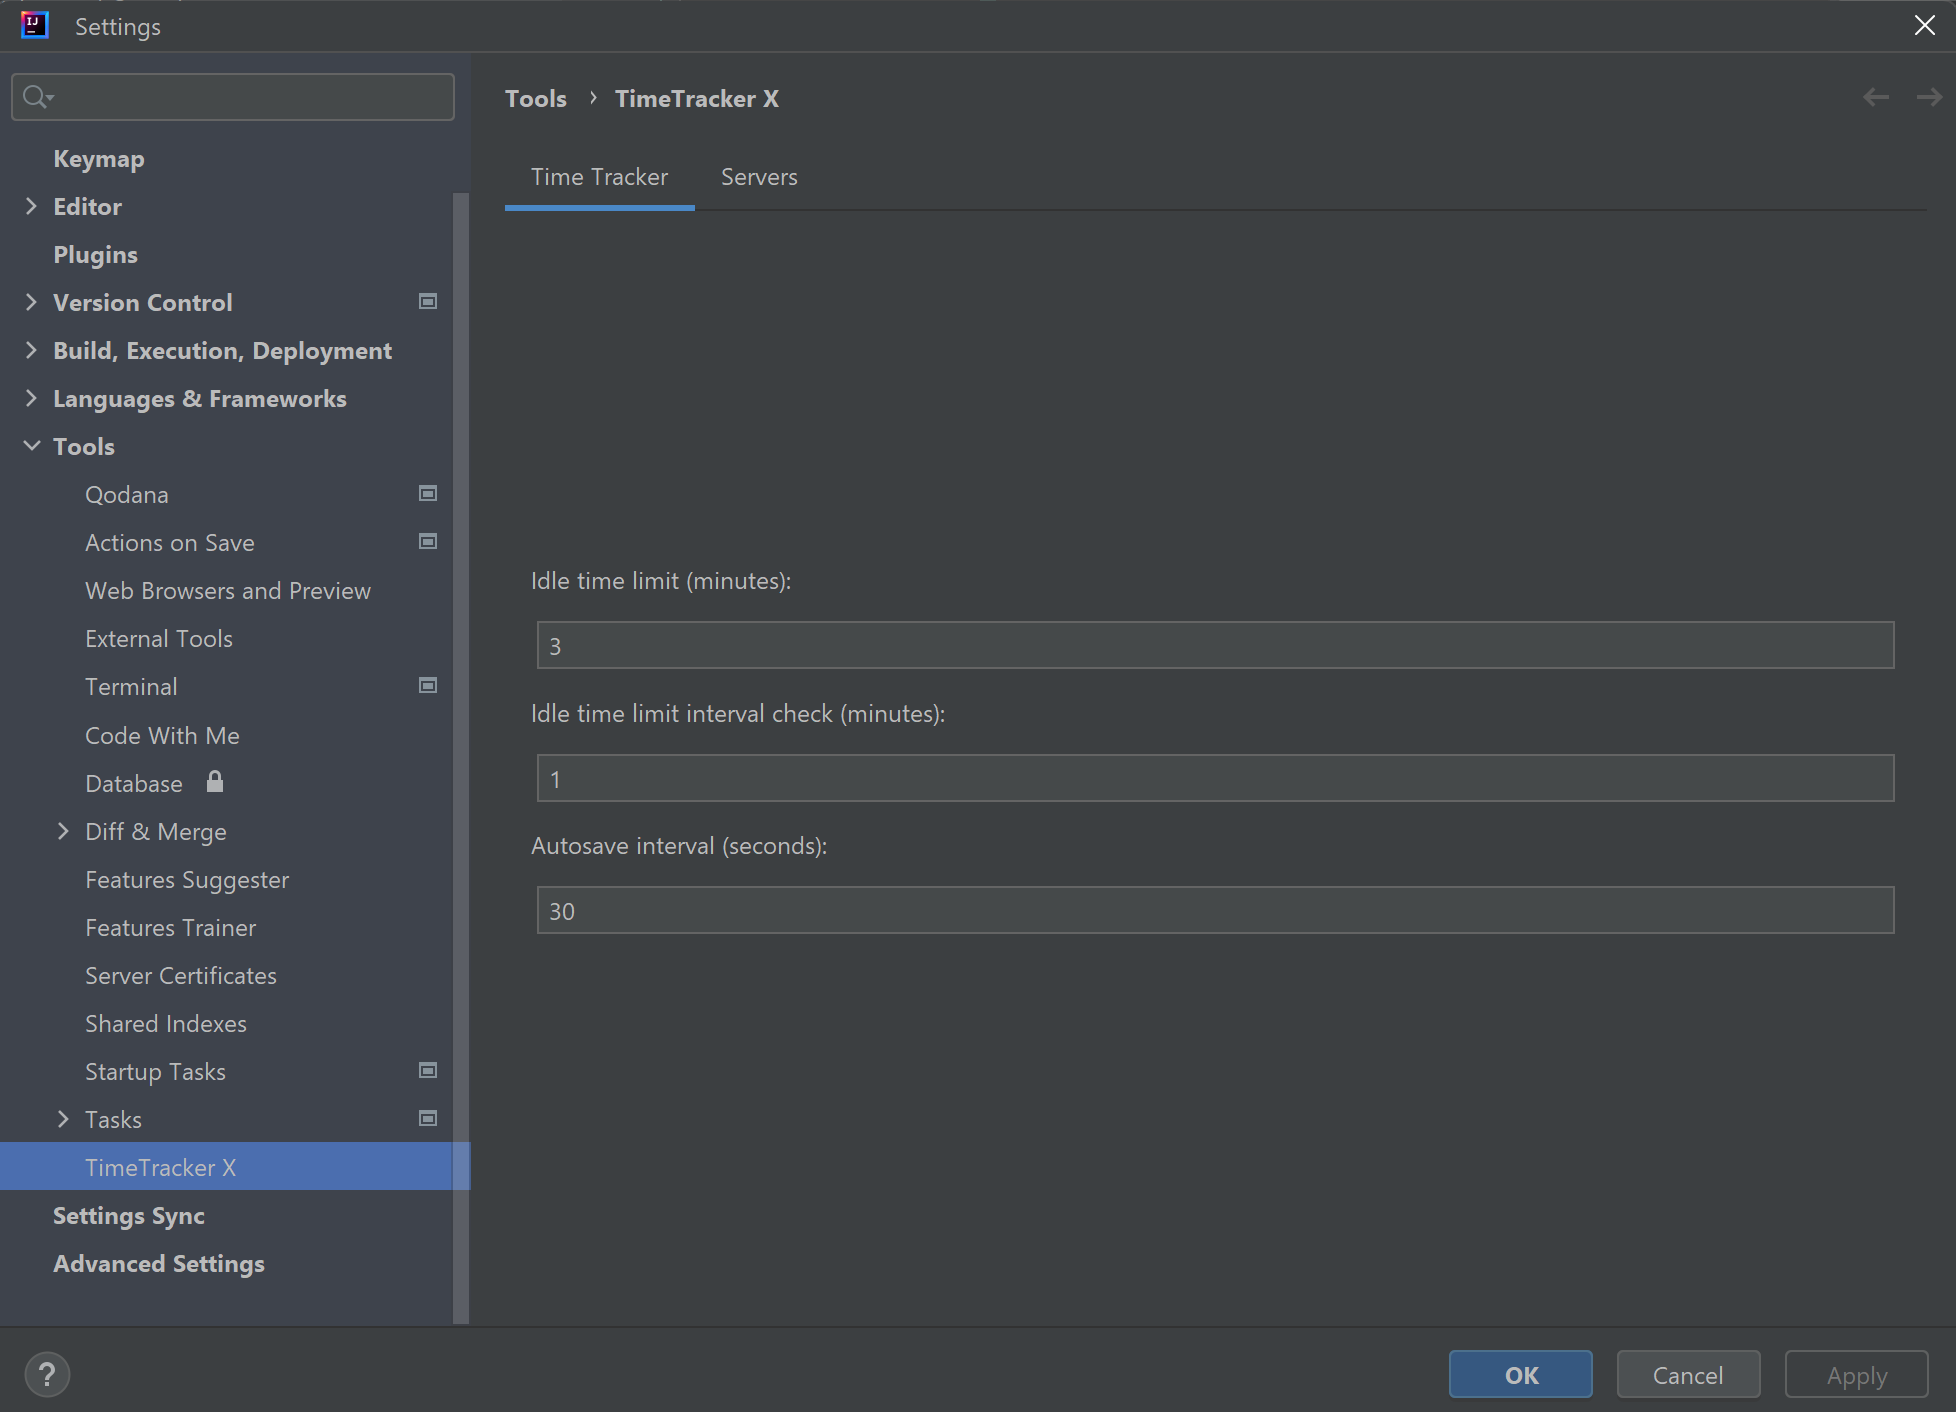 IJ
Settings
Tools › TimeTracker X
Keymap
Editor
Plugins
Version Control
Build, Execution, Deployment
Languages & Frameworks
Tools
Qodana
Actions on Save
Web Browsers and Preview
External Tools
Terminal
Code With Me
Database
Diff & Merge
Features Suggester
Features Trainer
Server Certificates
Shared Indexes
Startup Tasks
Tasks
TimeTracker X
Settings Sync
Advanced Settings
Time Tracker
Servers
Idle time limit (minutes):
3
Idle time limit interval check (minutes):
1
Autosave interval (seconds):
30
?
OK
Cancel
Apply